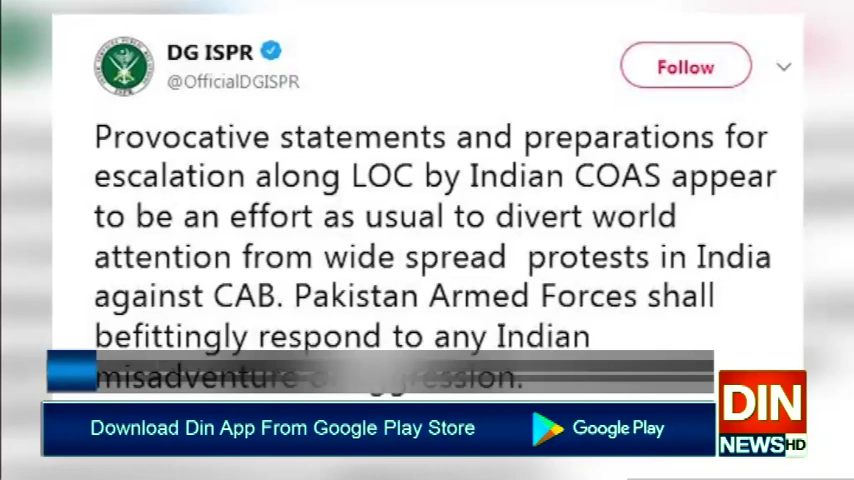 DG ISPR
@OfficialDGISPR
Follow
Provocative statements and preparations for
escalation along LOC by Indian COAS appear
to be an effort as usual to divert world
attention from wide spread protests in India
against CAB. Pakistan Armed Forces shall
befittingly respond to any Indian
misadventure or aggression.
Download Din App From Google Play Store
Google Play
DIN
NEWS HD